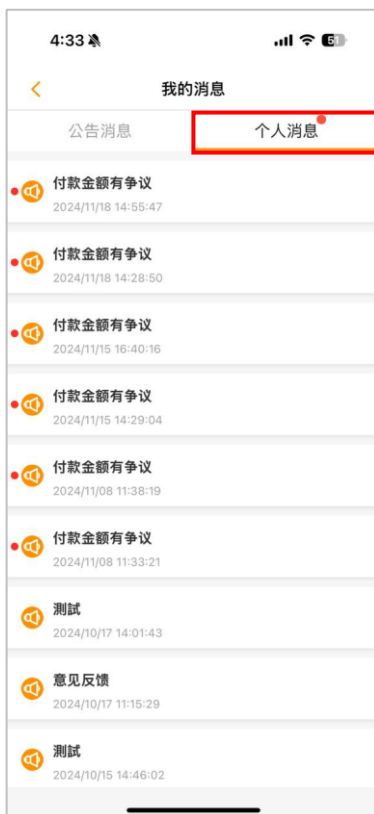 4:33
51
我的消息
公告消息
个人消息
付款金额有争议
2024/11/18 14:55:47
付款金额有争议
2024/11/18 14:28:50
付款金额有争议
2024/11/15 16:40:16
付款金额有争议
2024/11/15 14:29:04
付款金额有争议
2024/11/08 11:38:19
付款金额有争议
2024/11/08 11:33:21
测試
2024/10/17 14:01:43
意见反馈
2024/10/17 11:15:29
测試
2024/10/15 14:46:02